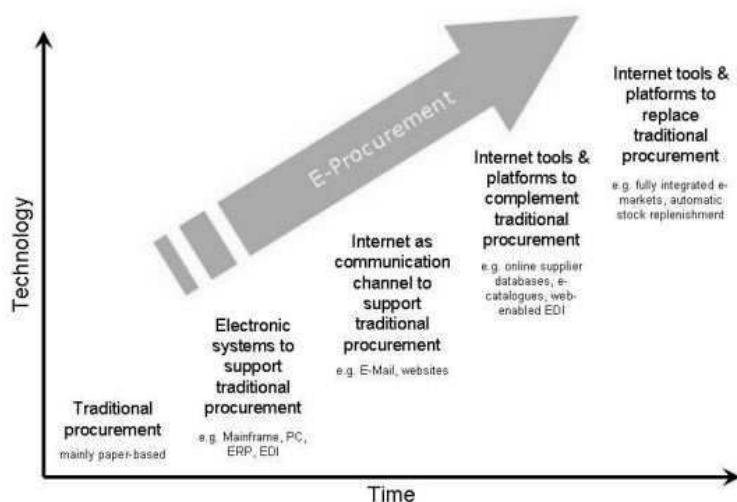 Technology
E-Procurement
Traditional
procurement
mainly paper-based
Electronic
systems to
support
traditional
procurement
e.g. Mainframe, PC,
ERP, EDI
Internet as
communication
channel to
support
traditional
procurement
e.g. E-Mail, websites
Internet tools &
platforms to
complement
traditional
procurement
e.g. online supplier
databases, e-
catalogues, web-
enabled EDI
Internet tools &
platforms to
replace
traditional
procurement
e.g. fully integrated e-
markets, automatic
stock replenishment
Time